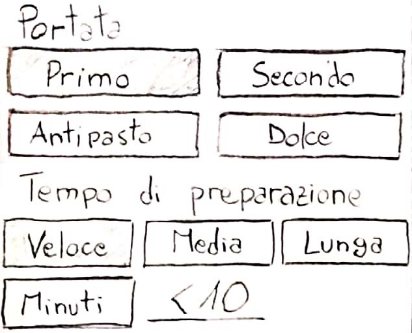 Portata
Primo Secondo
Antipasto Dolce
Tempo di preparazione
Veloce Media Lunga
Minuti <10